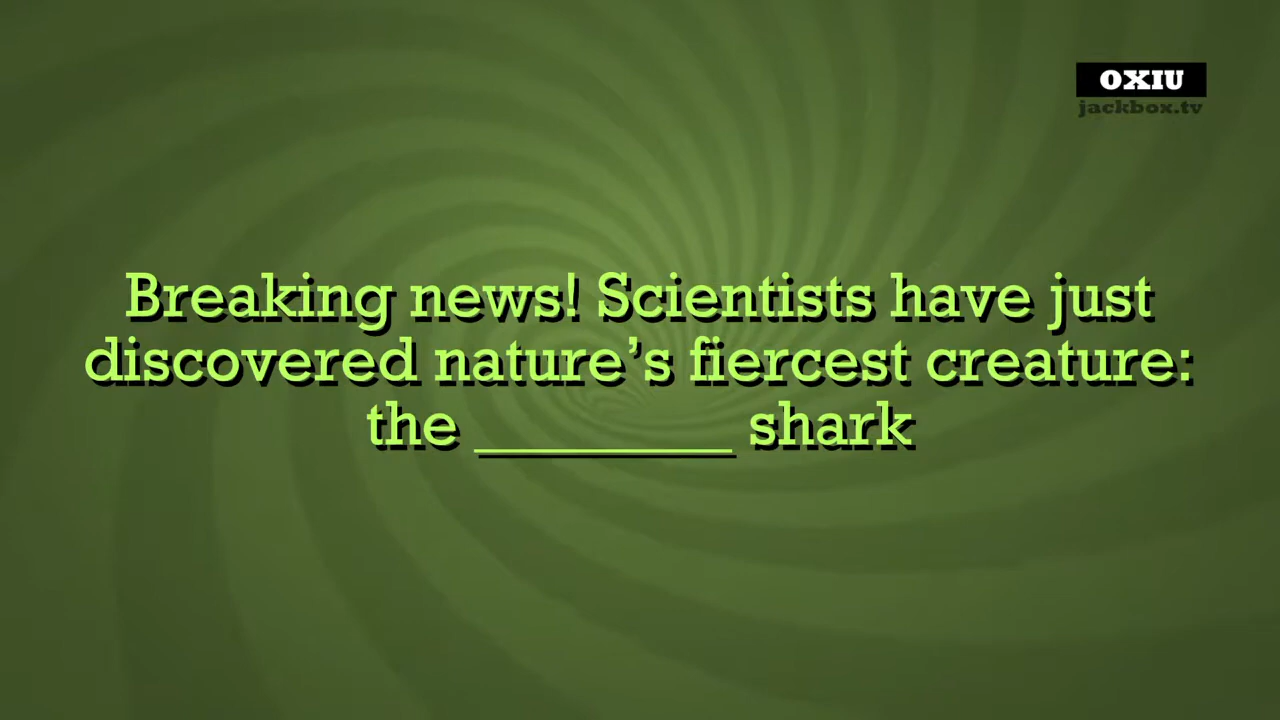 OXIU
jackbox.tv
Breaking news! Scientists have just
discovered nature’s fiercest creature:
the ________ shark